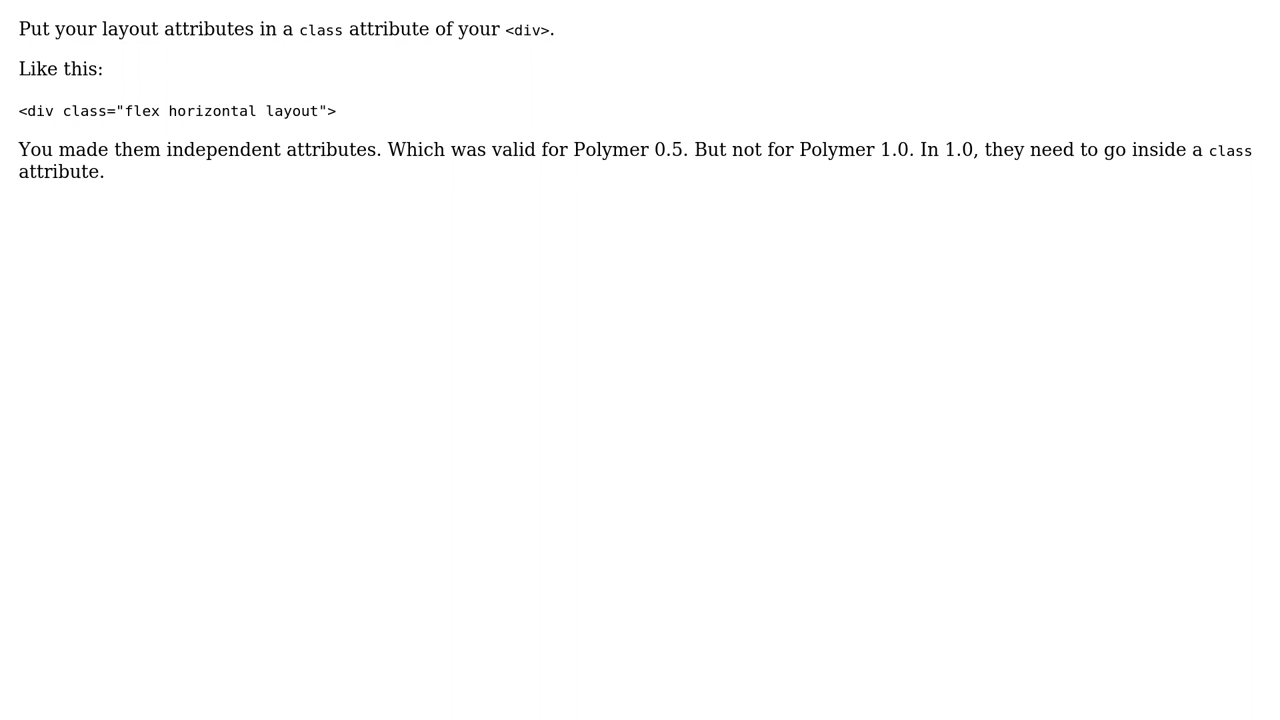 Put your layout attributes in a class attribute of your <div>.
Like this:
<div class="flex horizontal layout">
You made them independent attributes. Which was valid for Polymer 0.5. But not for Polymer 1.0. In 1.0, they need to go inside a class
attribute.